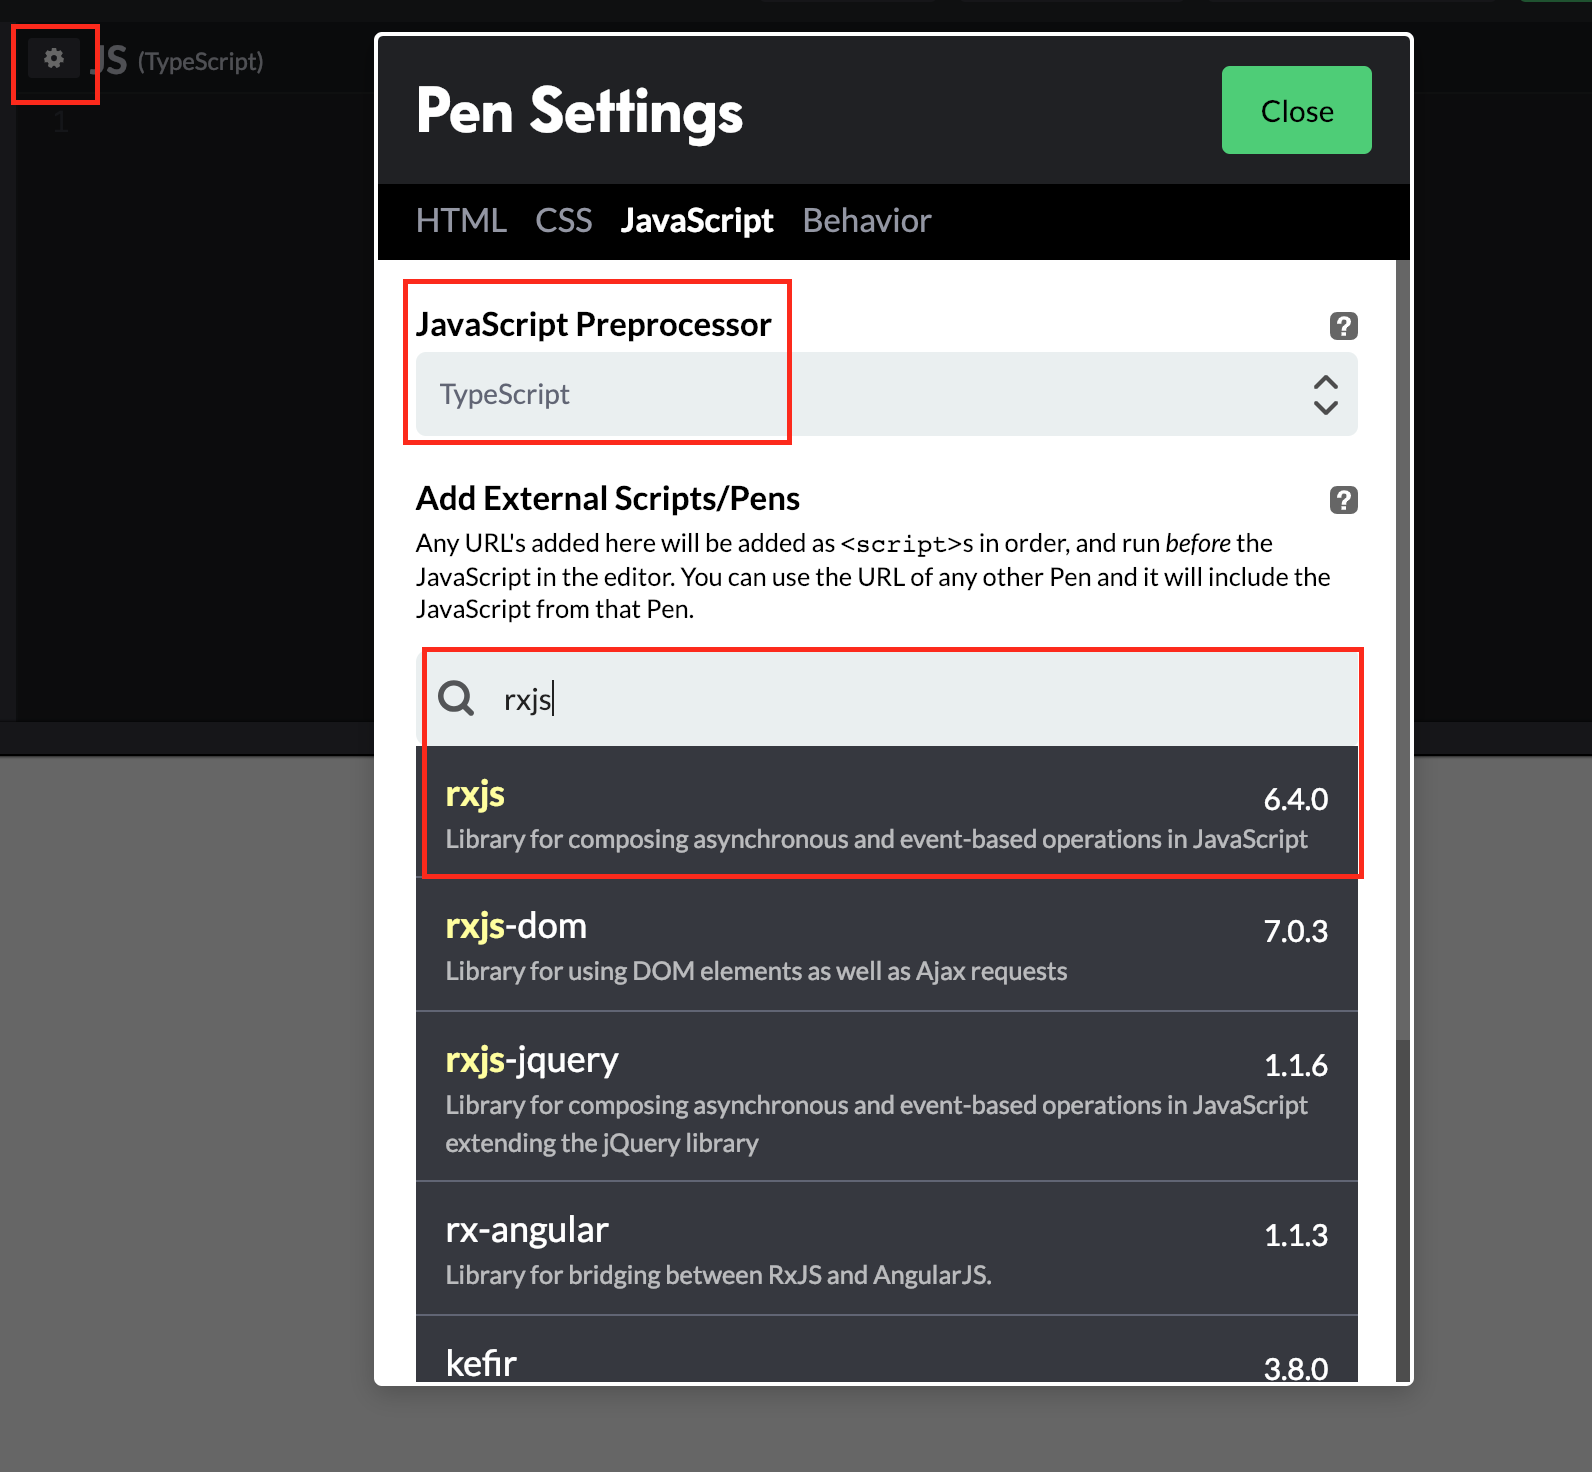 JS (TypeScript)
1
Pen Settings
Close
HTML CSS JavaScript Behavior
JavaScript Preprocessor
?
TypeScript
Add External Scripts/Pens
?
Any URL's added here will be added as <script>s in order, and run before the
JavaScript in the editor. You can use the URL of any other Pen and it will include the
JavaScript from that Pen.
rxjs
rxjs 6.4.0
Library for composing asynchronous and event-based operations in JavaScript
rxjs-dom 7.0.3
Library for using DOM elements as well as Ajax requests
rxjs-jquery 1.1.6
Library for composing asynchronous and event-based operations in JavaScript
extending the jQuery library
rx-angular 1.1.3
Library for bridging between RxJS and AngularJS.
kefir 3.8.0